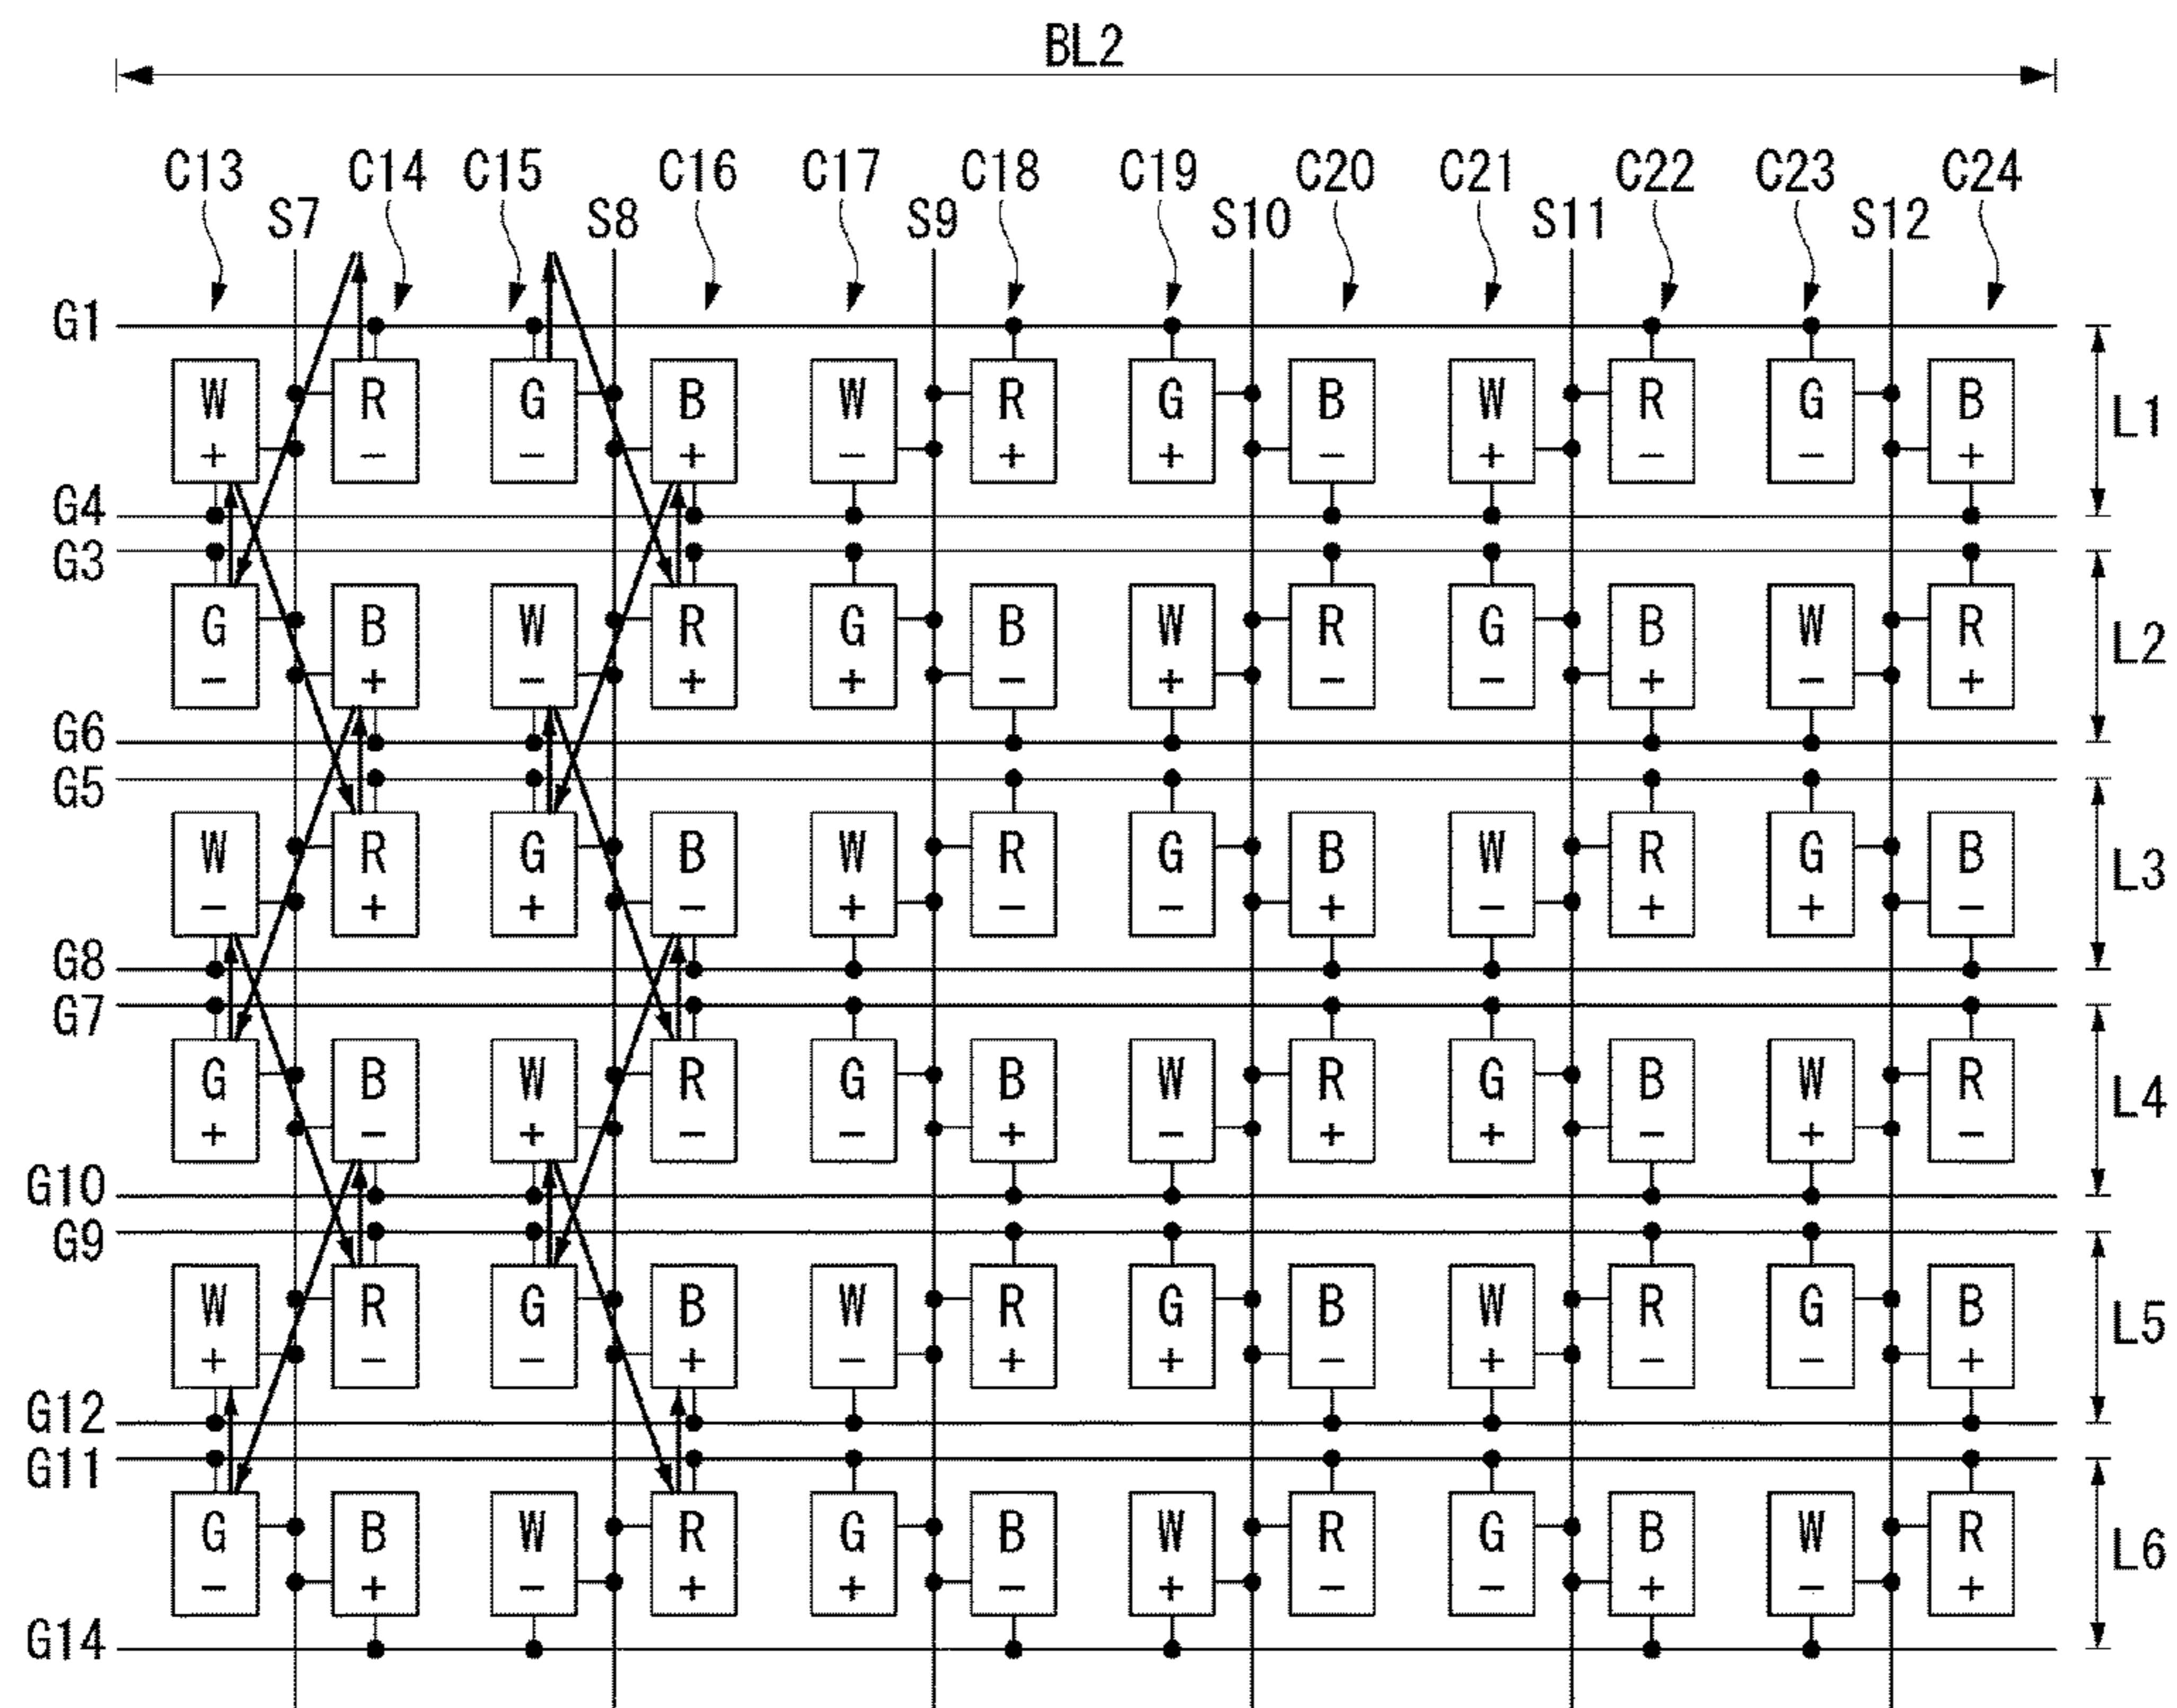 BL2
C13 C14 C15 C16 C17 C18 C19 C20 C21 C22 C23 C24
S7 S8 S9 S10 S11 S12
G1
W R G B W R G B W R G B
+ - - + - + + - + - - +
L1
G4
G3
G B W R G B W R G B W R
- + - + + - + - - + - +
L2
G6
G5
W R G B W R G B W R G B
- + + - + - - + - + + -
L3
G8
G7
G B W R G B W R G B W R
+ - + - - + - + + - + -
L4
G10
G9
W R G B W R G B W R G B
+ - - + - + + - + - - +
L5
G12
G11
G B W R G B W R G B W R
- + - + + - + - - + - +
L6
G14